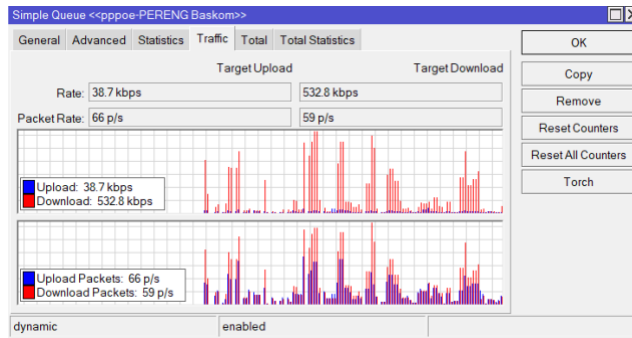 Simple Queue <<pppoe-PERENG Baskom>>
General Advanced Statistics Traffic Total Total Statistics
Target Upload Target Download
Rate: 38.7 kbps 532.8 kbps
Packet Rate: 66 p/s 59 p/s
Upload: 38.7 kbps
Download: 532.8 kbps
Upload Packets: 66 p/s
Download Packets: 59 p/s
OK
Copy
Remove
Reset Counters
Reset All Counters
Torch
dynamic enabled